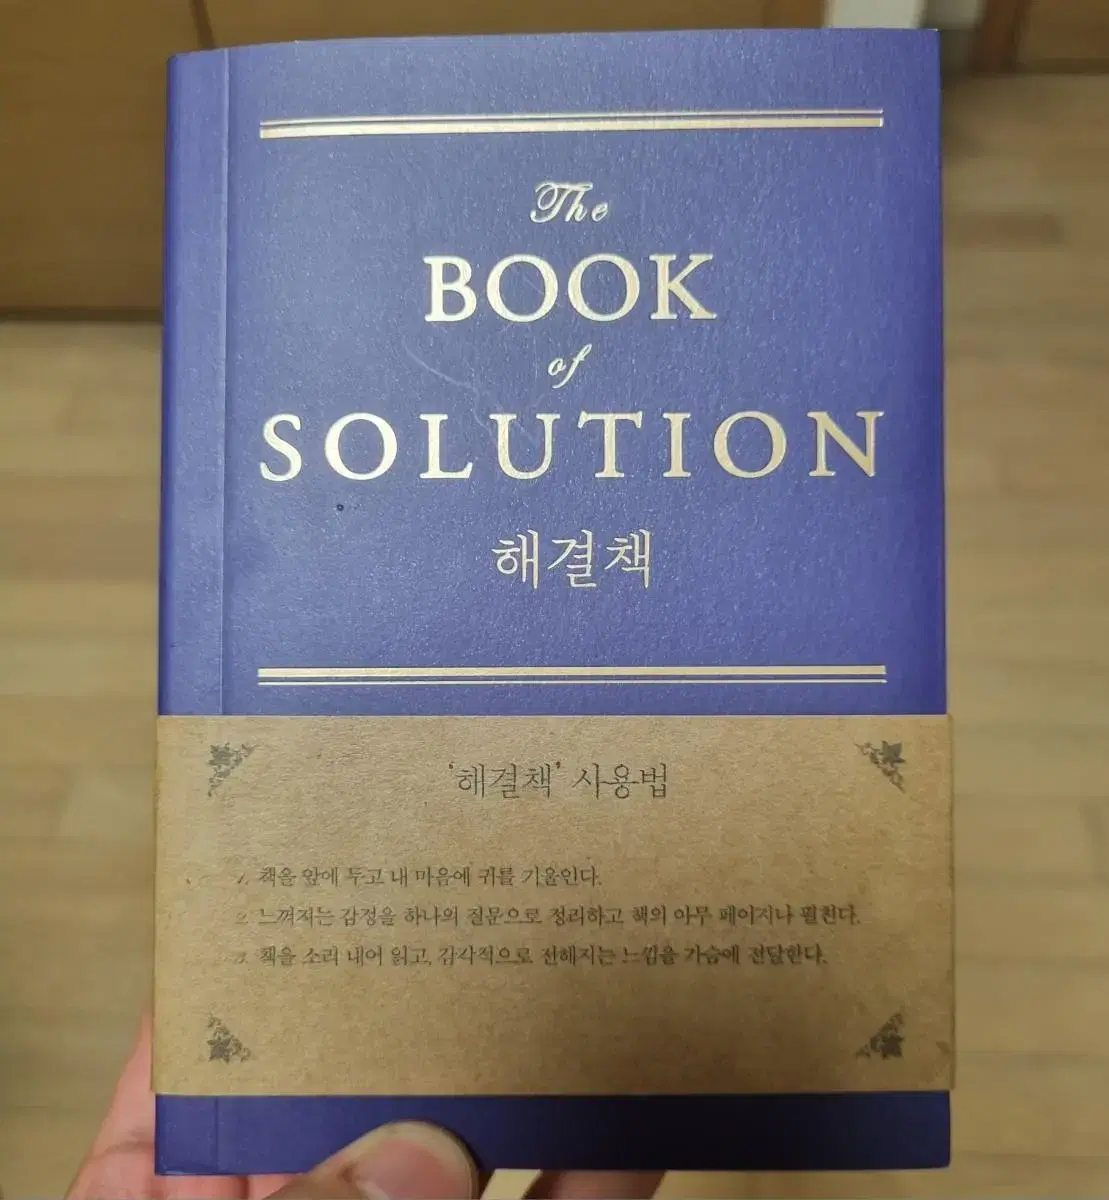 The
BOOK
of
SOLUTION
해결책
'해결책' 사용법
1. 책을 앞에 두고 내 마음에 귀를 기울인다.
2. 느껴지는 감정을 하나의 질문으로 정리하고 책의 아무 페이지나 펼친다.
3. 책을 소리 내어 읽고, 감각적으로 전해지는 느낌을 가슴에 전달한다.